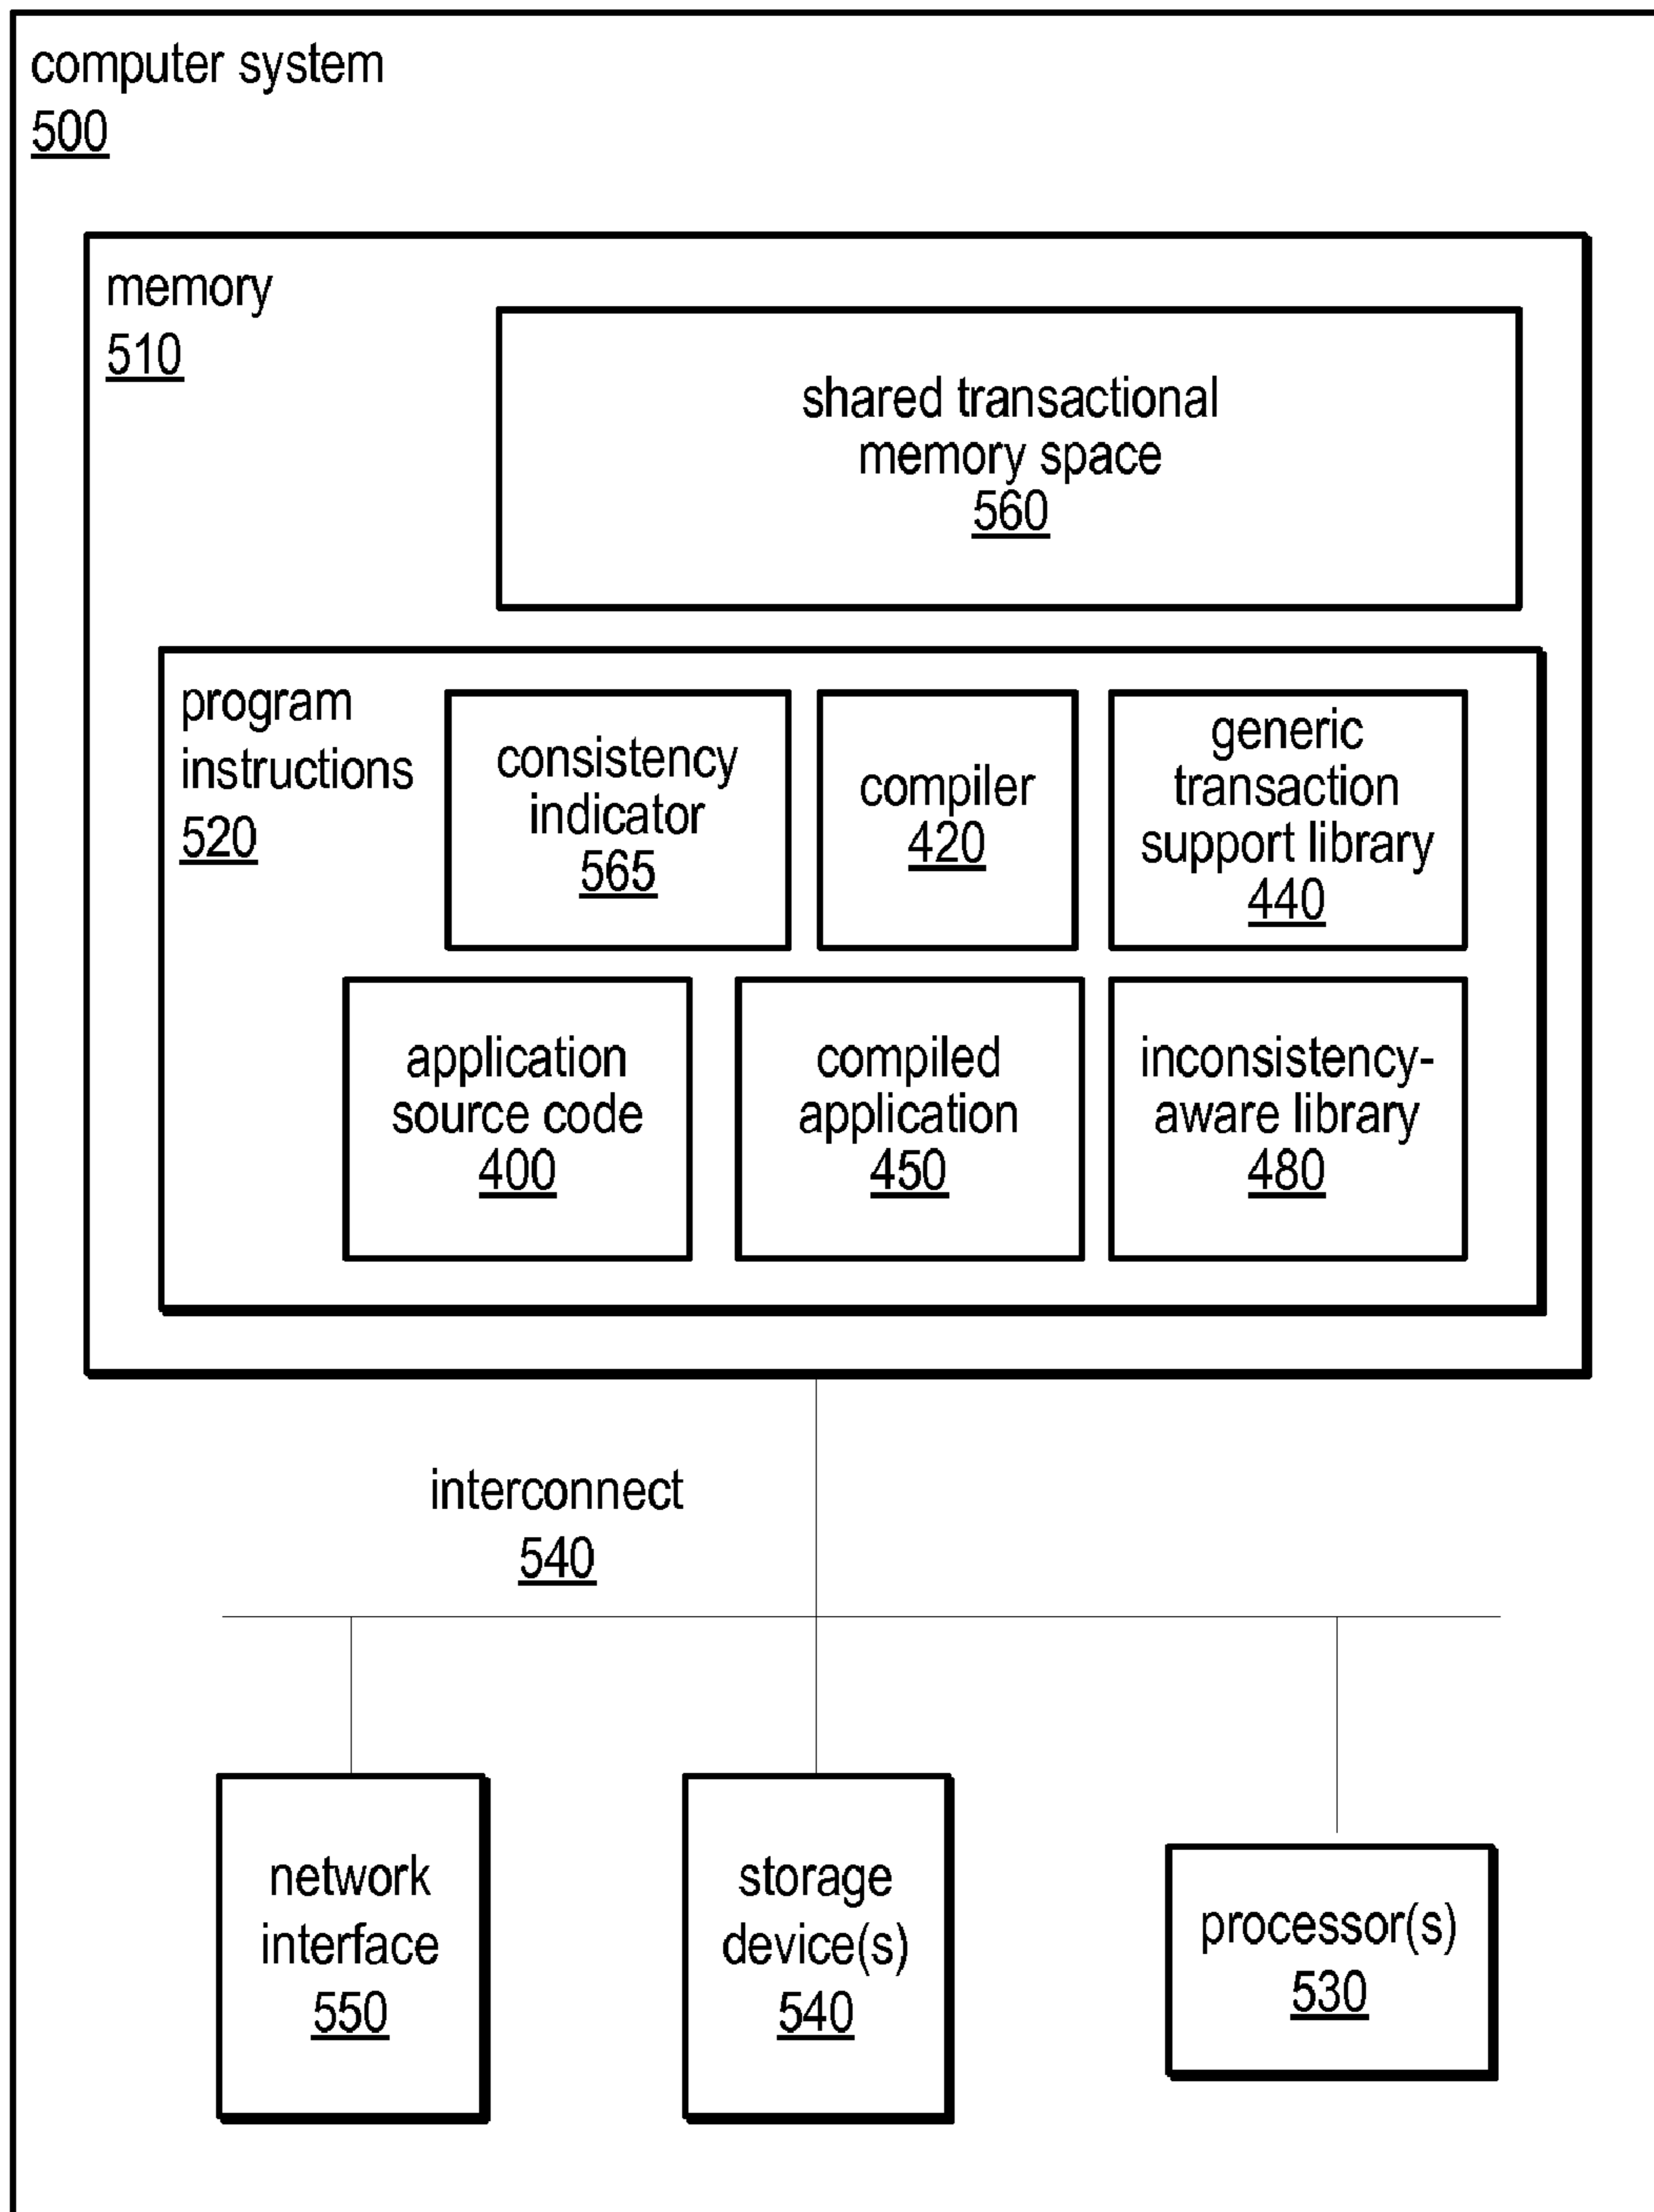 computer system
500
memory
510
shared transactional
memory space
560
program
instructions
520
consistency
indicator
565
compiler
420
generic
transaction
support library
440
application
source code
400
compiled
application
450
inconsistency-
aware library
480
interconnect
540
network
interface
550
storage
device(s)
540
processor(s)
530